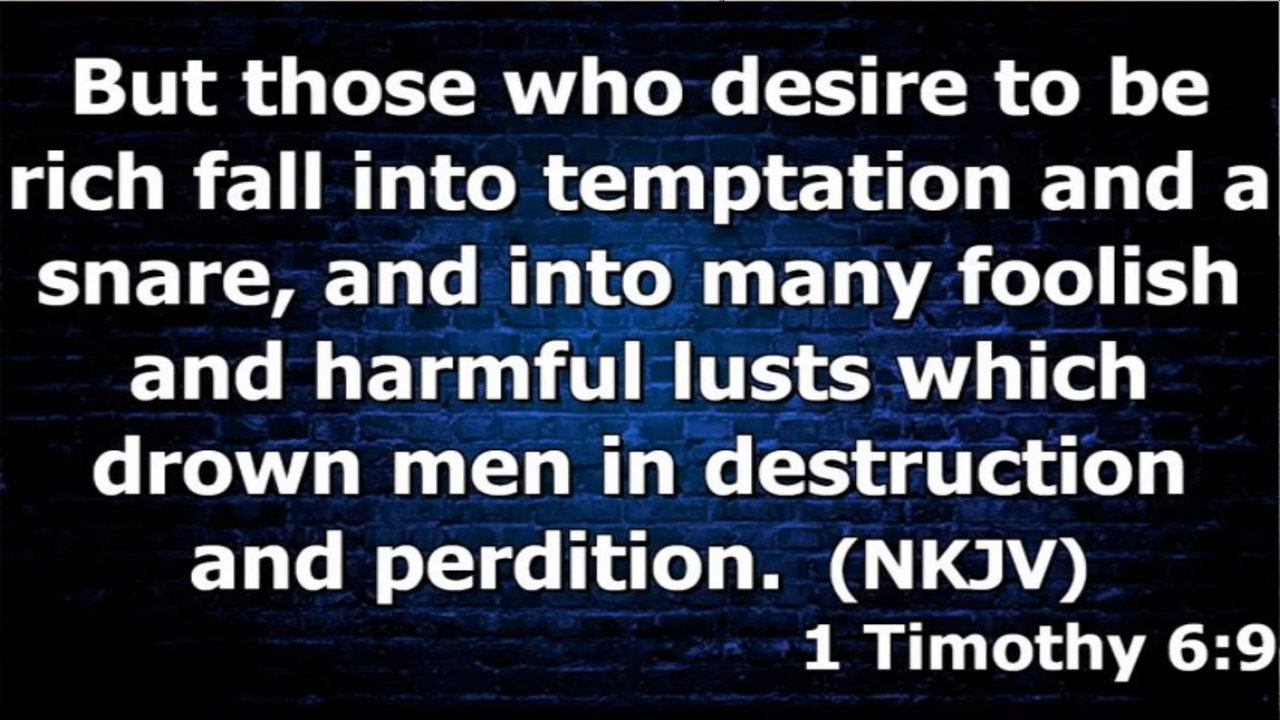 But those who desire to be
rich fall into temptation and a
snare, and into many foolish
and harmful lusts which
drown men in destruction
and perdition.  (NKJV)
1 Timothy 6:9